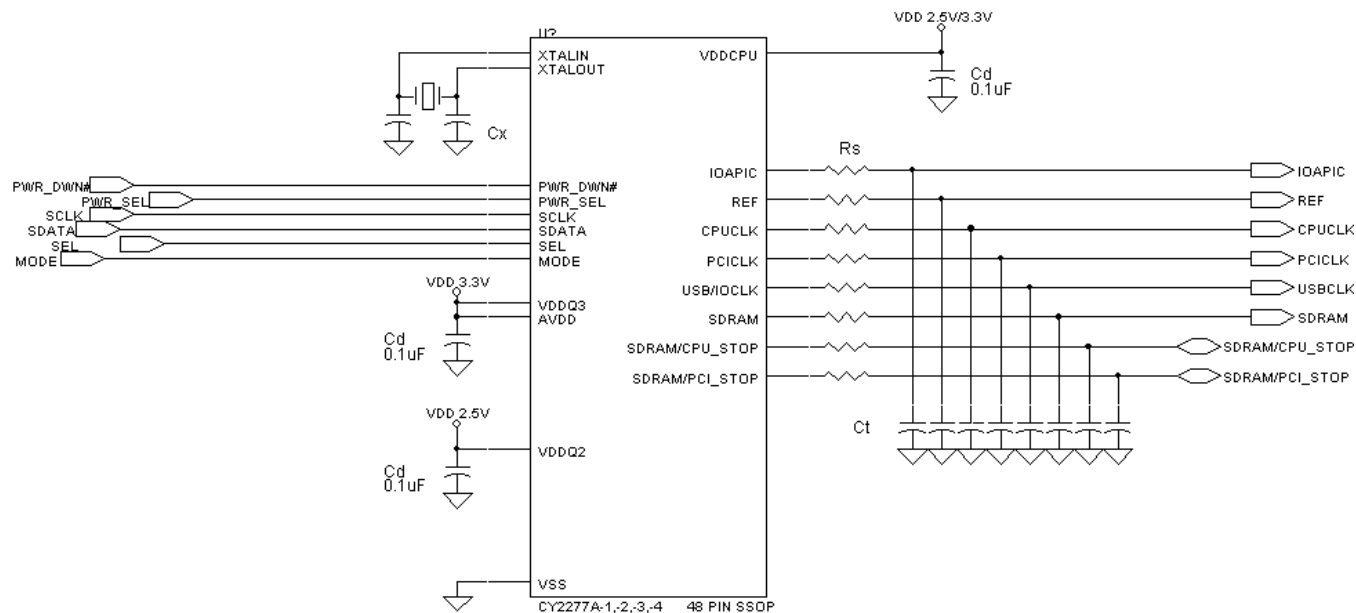 VDD 2.5V/3.3V
U?
XTALIN
XTALOUT
VDDCPU
Cd
0.1uF
Cx
Rs
IOAPIC
IOAPIC
PWR_DWN#
PWR_DWN#
PWR_SEL
PWR_SEL
REF
REF
SCLK
SCLK
SDATA
SDATA
CPUCLK
CPUCLK
SEL
SEL
MODE
MODE
PCICLK
PCICLK
VDD 3.3V
USB/IOCLK
USBCLK
VDDQ3
AVDD
SDRAM
SDRAM
Cd
0.1uF
SDRAM/CPU_STOP
SDRAM/CPU_STOP
SDRAM/PCI_STOP
SDRAM/PCI_STOP
VDD 2.5V
Ct
VDDQ2
Cd
0.1uF
VSS
CY2277A-1,-2,-3,-4 48 PIN SSOP